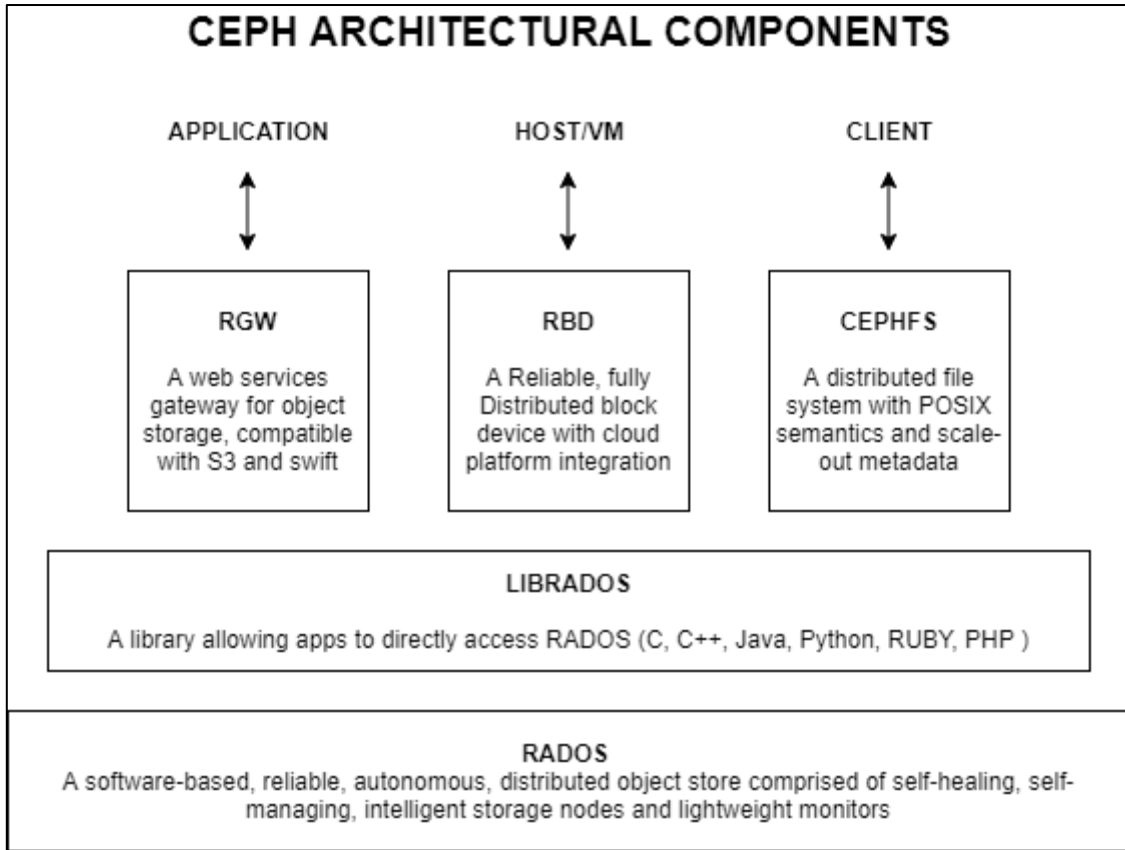 CEPH ARCHITECTURAL COMPONENTS
APPLICATION
HOST/VM
CLIENT
RGW
A web services
gateway for object
storage, compatible
with S3 and swift
RBD
A Reliable, fully
Distributed block
device with cloud
platform integration
CEPHFS
A distributed file
system with POSIX
semantics and scale-
out metadata
LIBRADOS
A library allowing apps to directly access RADOS (C, C++, Java, Python, RUBY, PHP )
RADOS
A software-based, reliable, autonomous, distributed object store comprised of self-healing, self-
managing, intelligent storage nodes and lightweight monitors